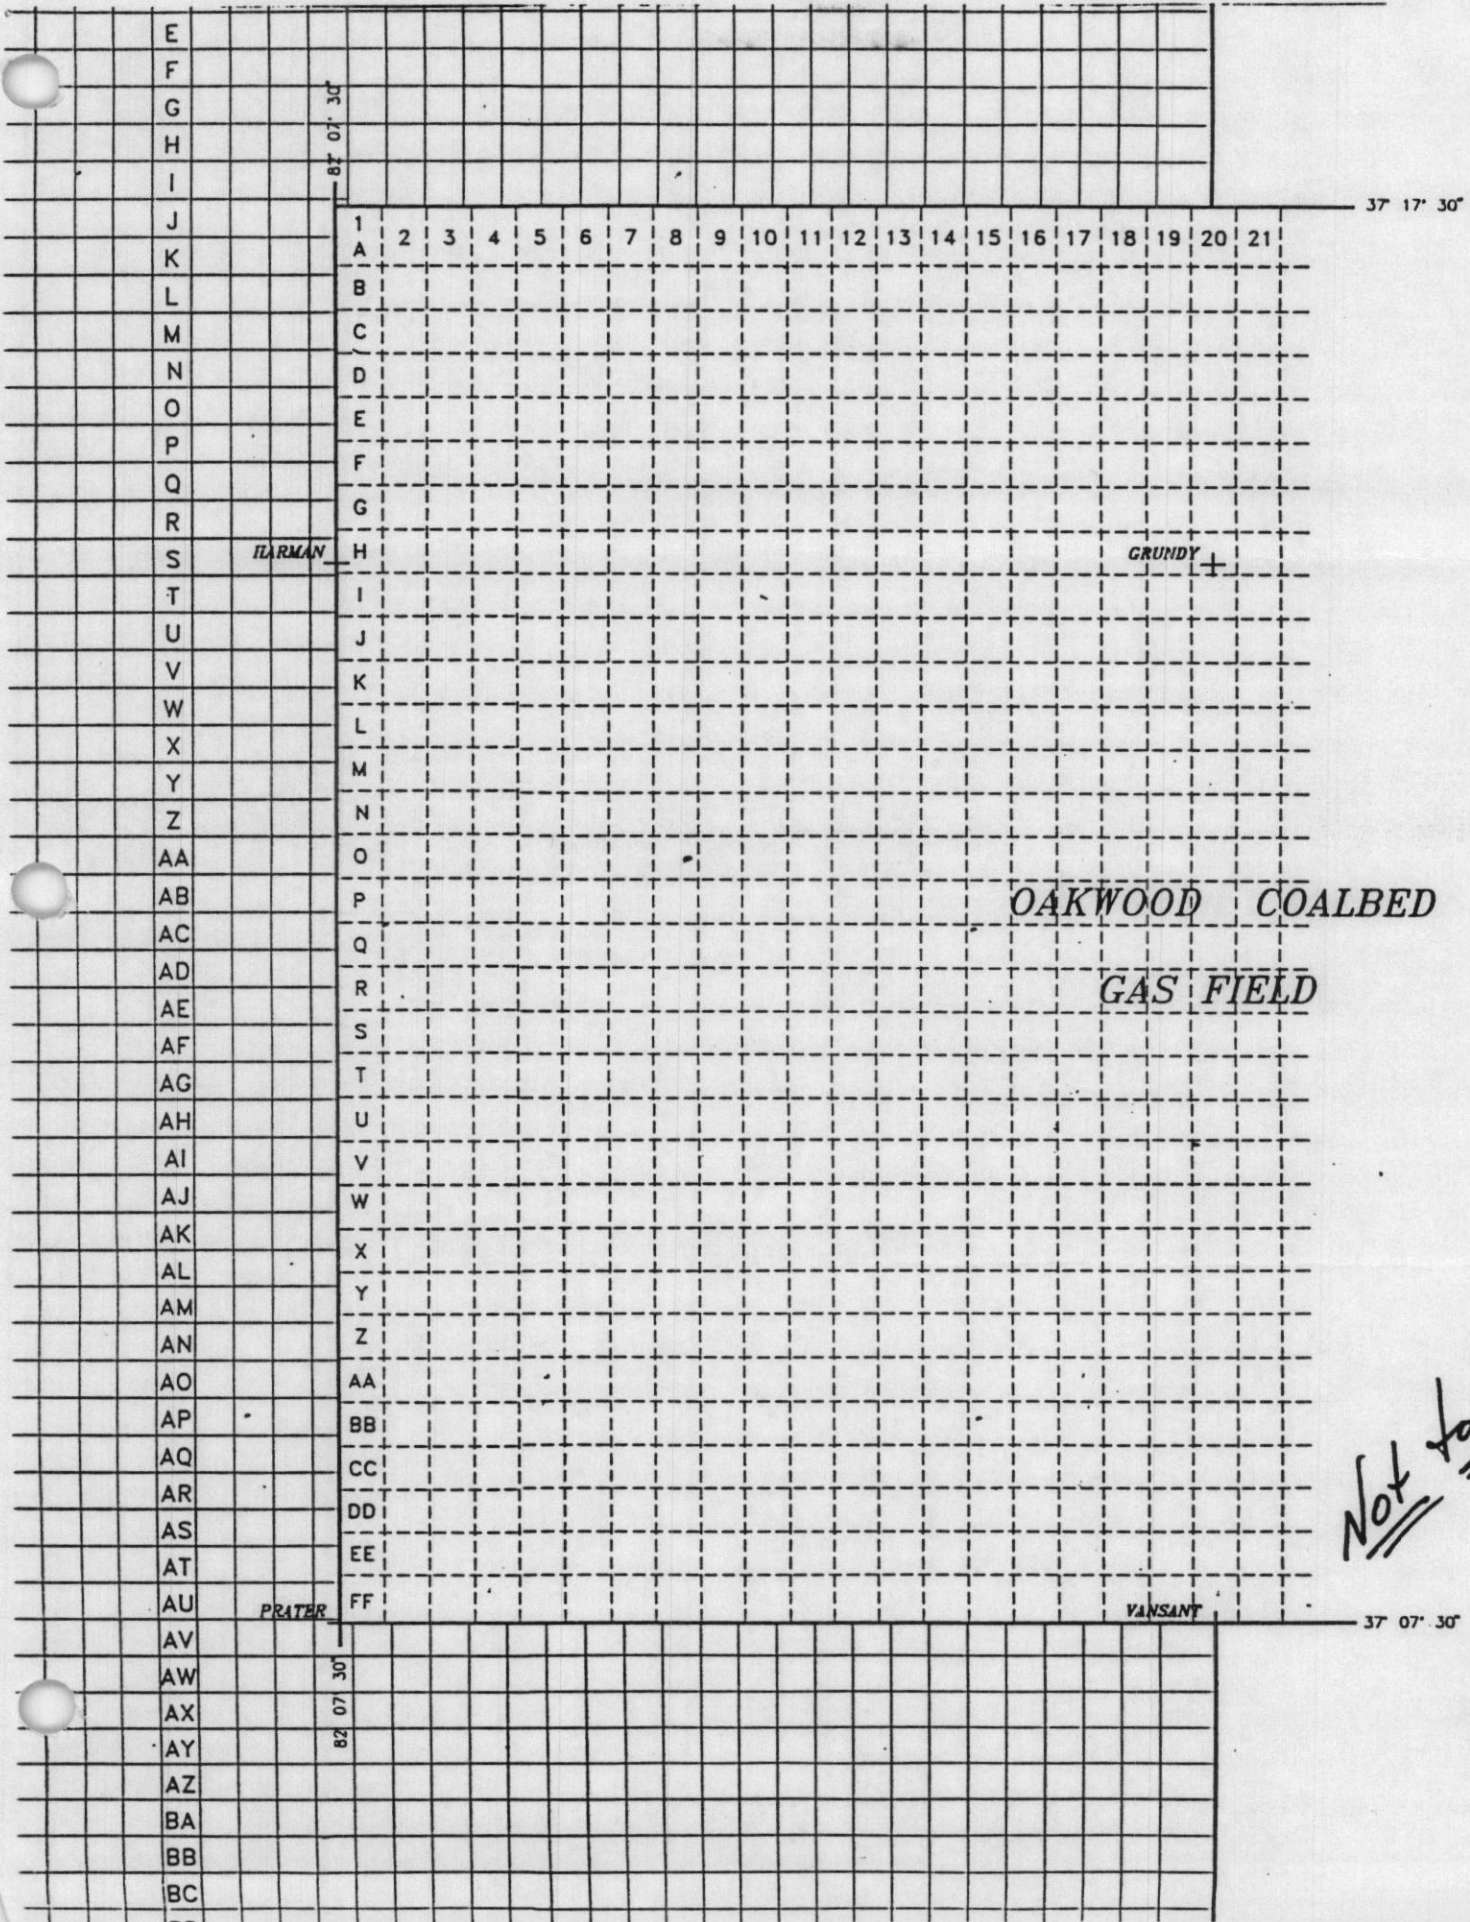 E
F
G
H
I
J
K
L
M
N
O
P
Q
R
S
T
U
V
W
X
Y
Z
AA
AB
AC
AD
AE
AF
AG
AH
AI
AJ
AK
AL
AM
AN
AO
AP
AQ
AR
AS
AT
AU
AV
AW
AX
AY
AZ
BA
BB
BC
82° 07' 30"
37° 17' 30"
1 2 3 4 5 6 7 8 9 10 11 12 13 14 15 16 17 18 19 20 21
A
B
C
D
E
F
G
H
I
J
K
L
M
N
O
P
Q
R
S
T
U
V
W
X
Y
Z
AA
BB
CC
DD
EE
FF
HARMAN
GRUNDY
OAKWOOD COALBED
GAS FIELD
Not to
PRATER
VANSANT
37° 07' 30"
82° 07' 30"